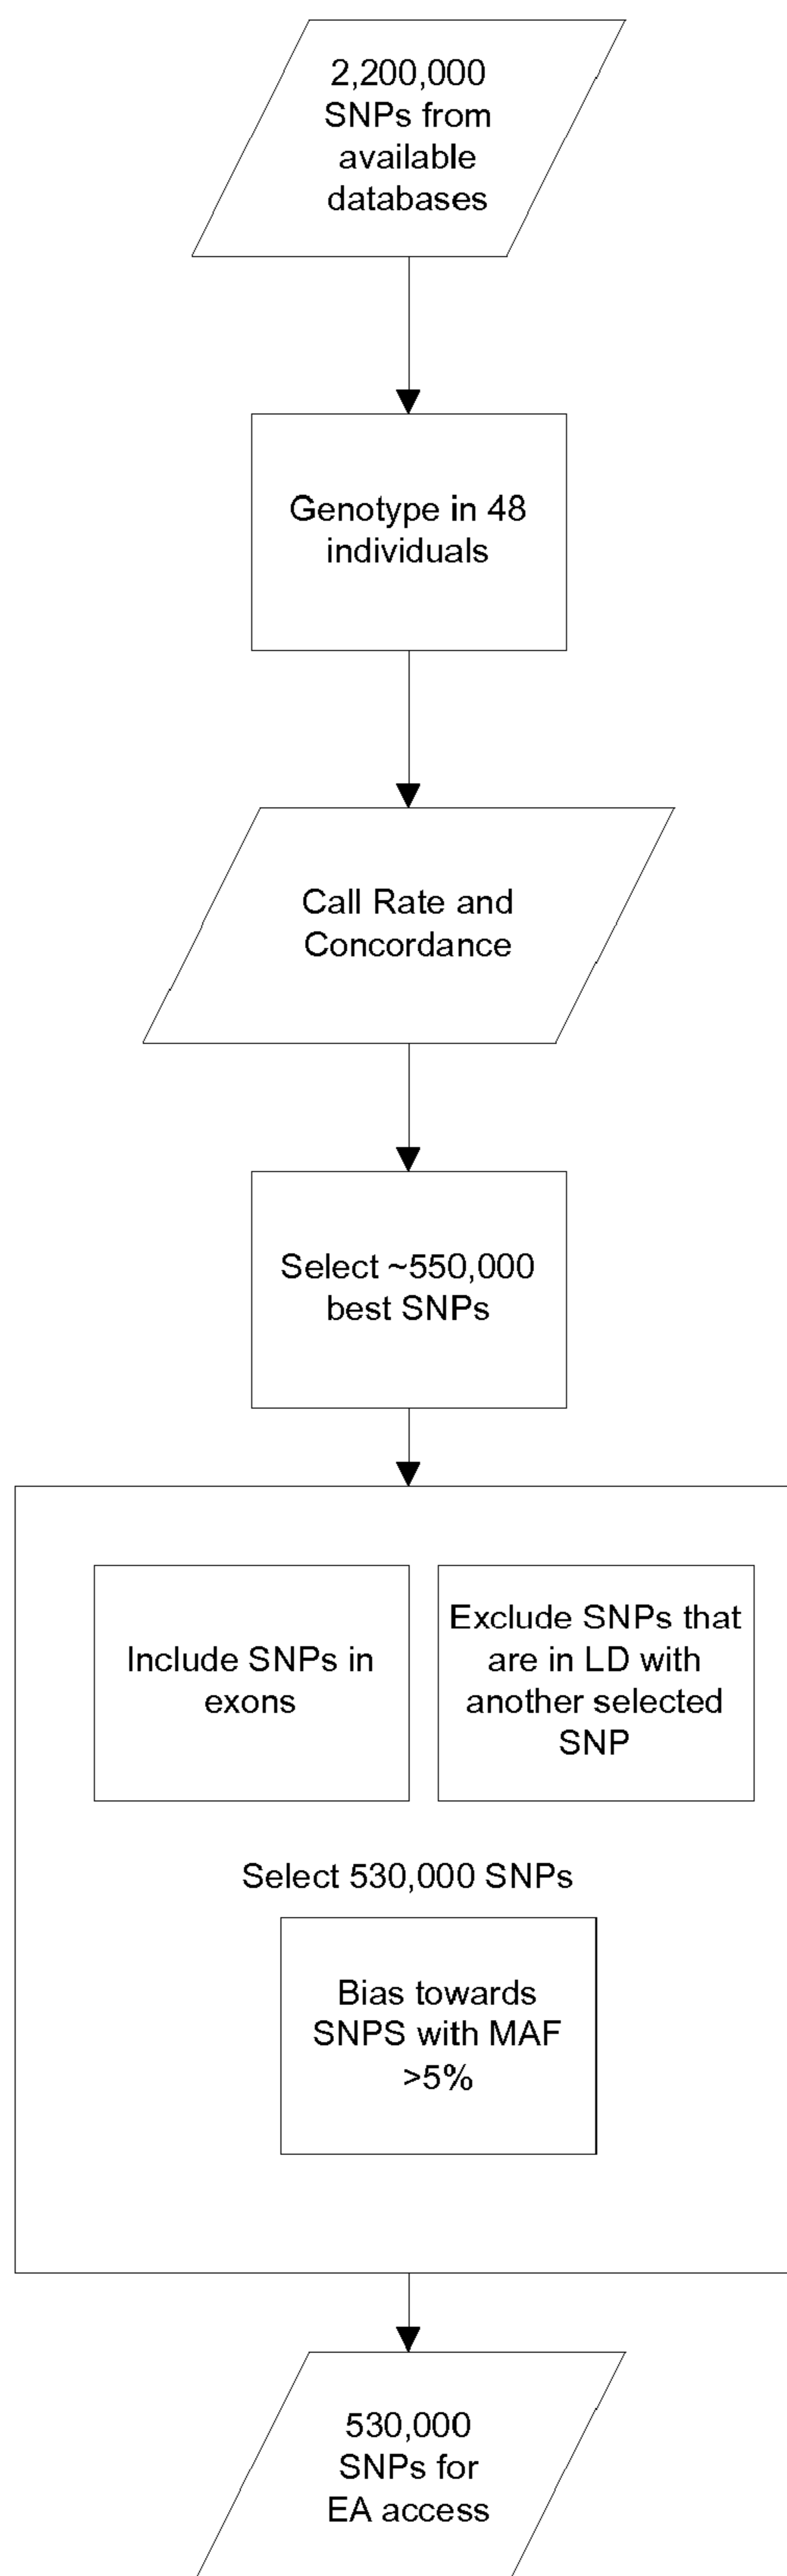 2,200,000
SNPs from
available
databases
Genotype in 48
individuals
Call Rate and
Concordance
Select ~550,000
best SNPs
Include SNPs in
exons
Exclude SNPs that
are in LD with
another selected
SNP
Select 530,000 SNPs
Bias towards
SNPS with MAF
>5%
530,000
SNPs for
EA access